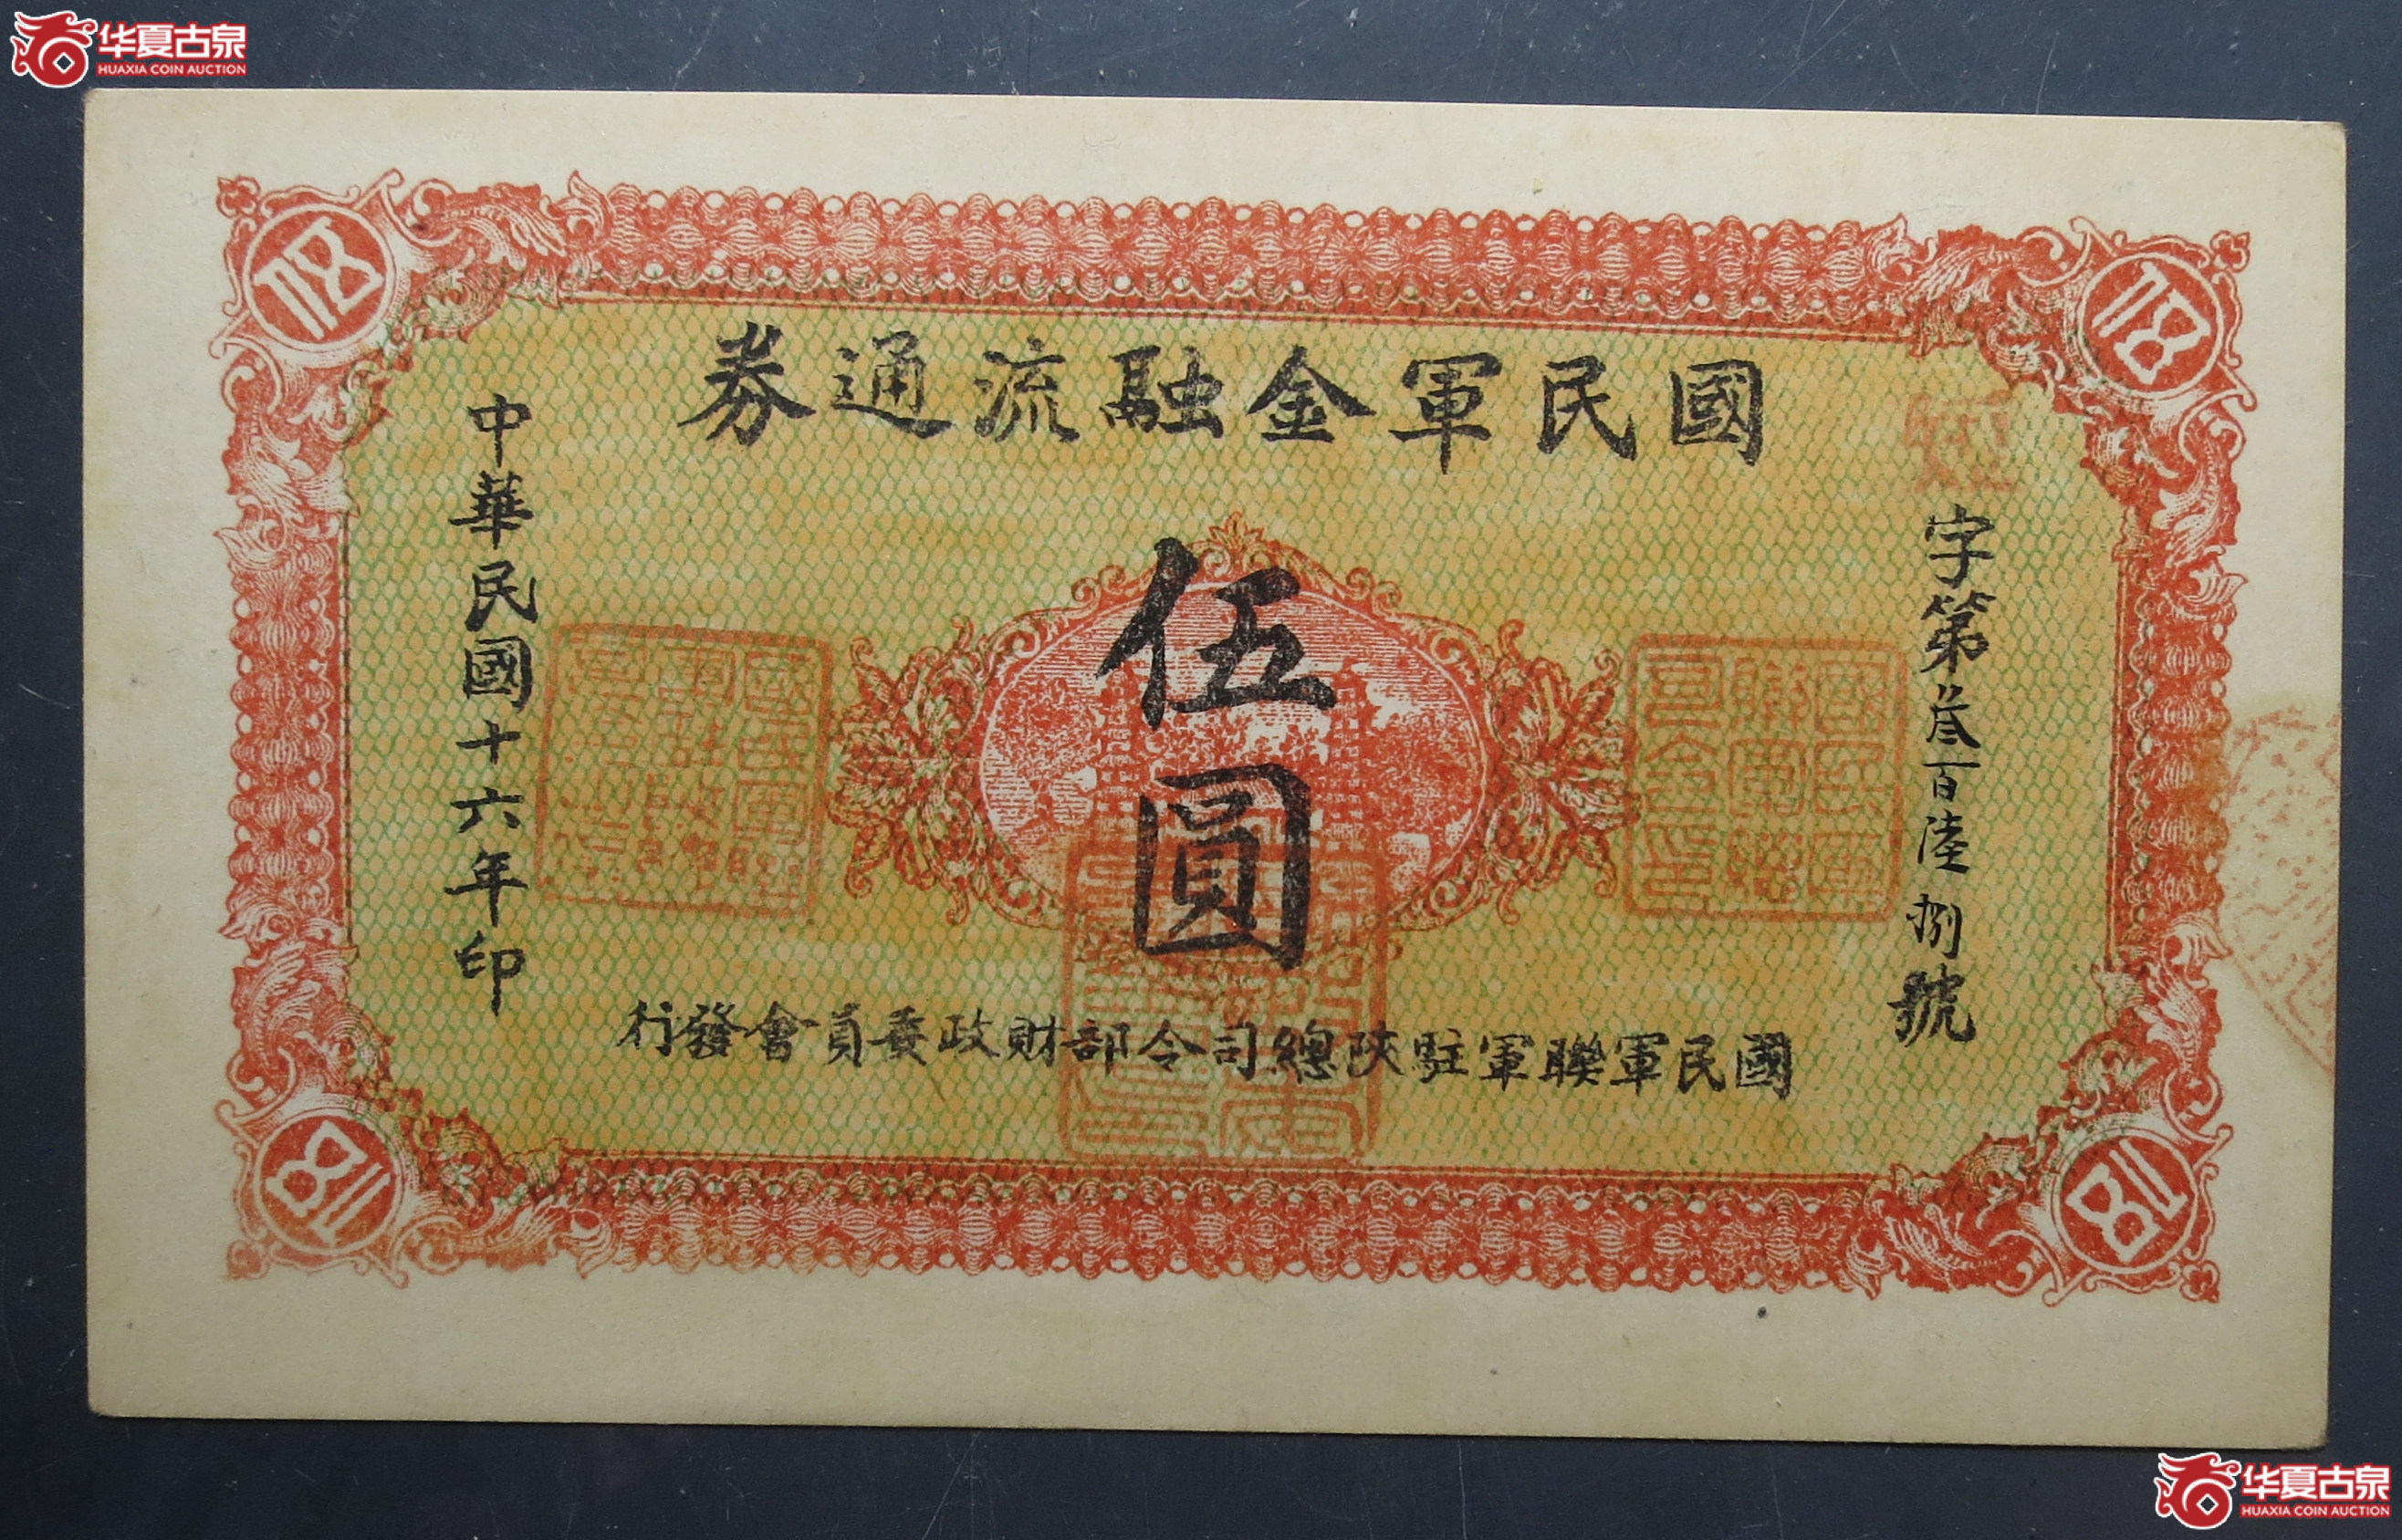 华夏古泉
HUAXIA COIN AUCTION
國民軍金融流通券
字第叁百陸捌號
伍圓
中華民國十六年印
國民軍聯軍駐陝總司令部財政委員會發行
华夏古泉
HUAXIA COIN AUCTION